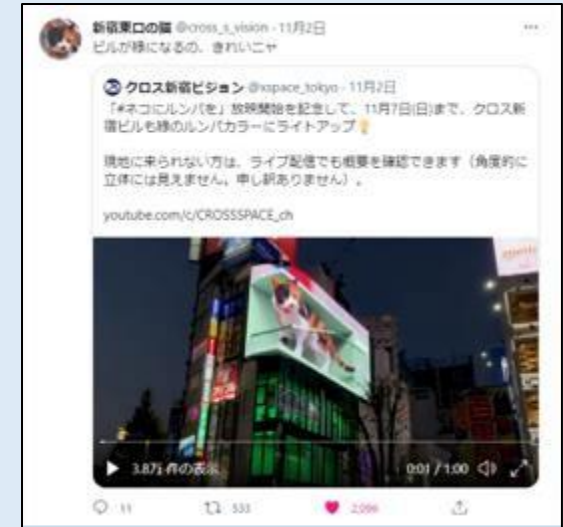 新宿東口の猫 @cross_s_vision · 11月2日
ビルが緑になるの、きれいニャ
クロス新宿ビジョン @xspace_tokyo · 11月2日
「#ネコにルンバを」放映開始を記念して、11月7日(日)まで、クロス新
宿ビルも緑のルンバカラーにライトアップ
現地に来られない方は、ライブ配信でも概要を確認できます（角度的に
立体には見えません。申し訳ありません）。
youtube.com/c/CROSSSPACE_ch
3.8万 件の表示
0:01 / 1:00
11
533
2,096